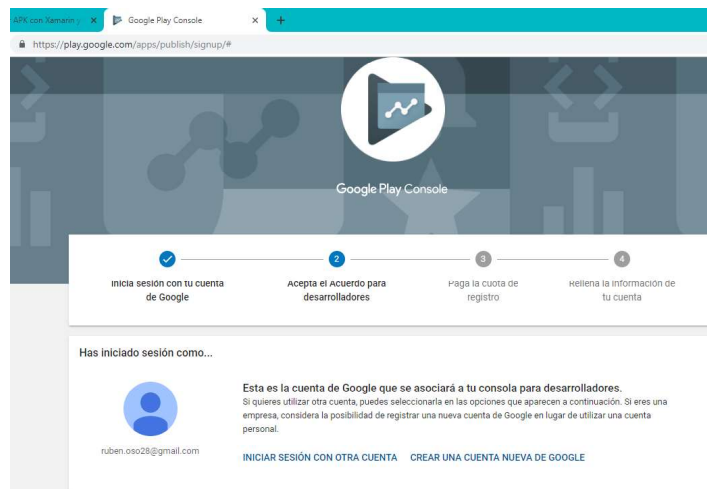 APK con Xamarin y
Google Play Console
https://play.google.com/apps/publish/signup/#
Google Play Console
2
3
4
Inicia sesión con tu cuenta
de Google
Acepta el Acuerdo para
desarrolladores
Paga la cuota de
registro
Rellena la información de
tu cuenta
Has iniciado sesión como...
Esta es la cuenta de Google que se asociará a tu consola para desarrolladores.
Si quieres utilizar otra cuenta, puedes seleccionarla en las opciones que aparecen a continuación. Si eres una
empresa, considera la posibilidad de registrar una nueva cuenta de Google en lugar de utilizar una cuenta
personal.
ruben.oso28@gmail.com
INICIAR SESIÓN CON OTRA CUENTA CREAR UNA CUENTA NUEVA DE GOOGLE